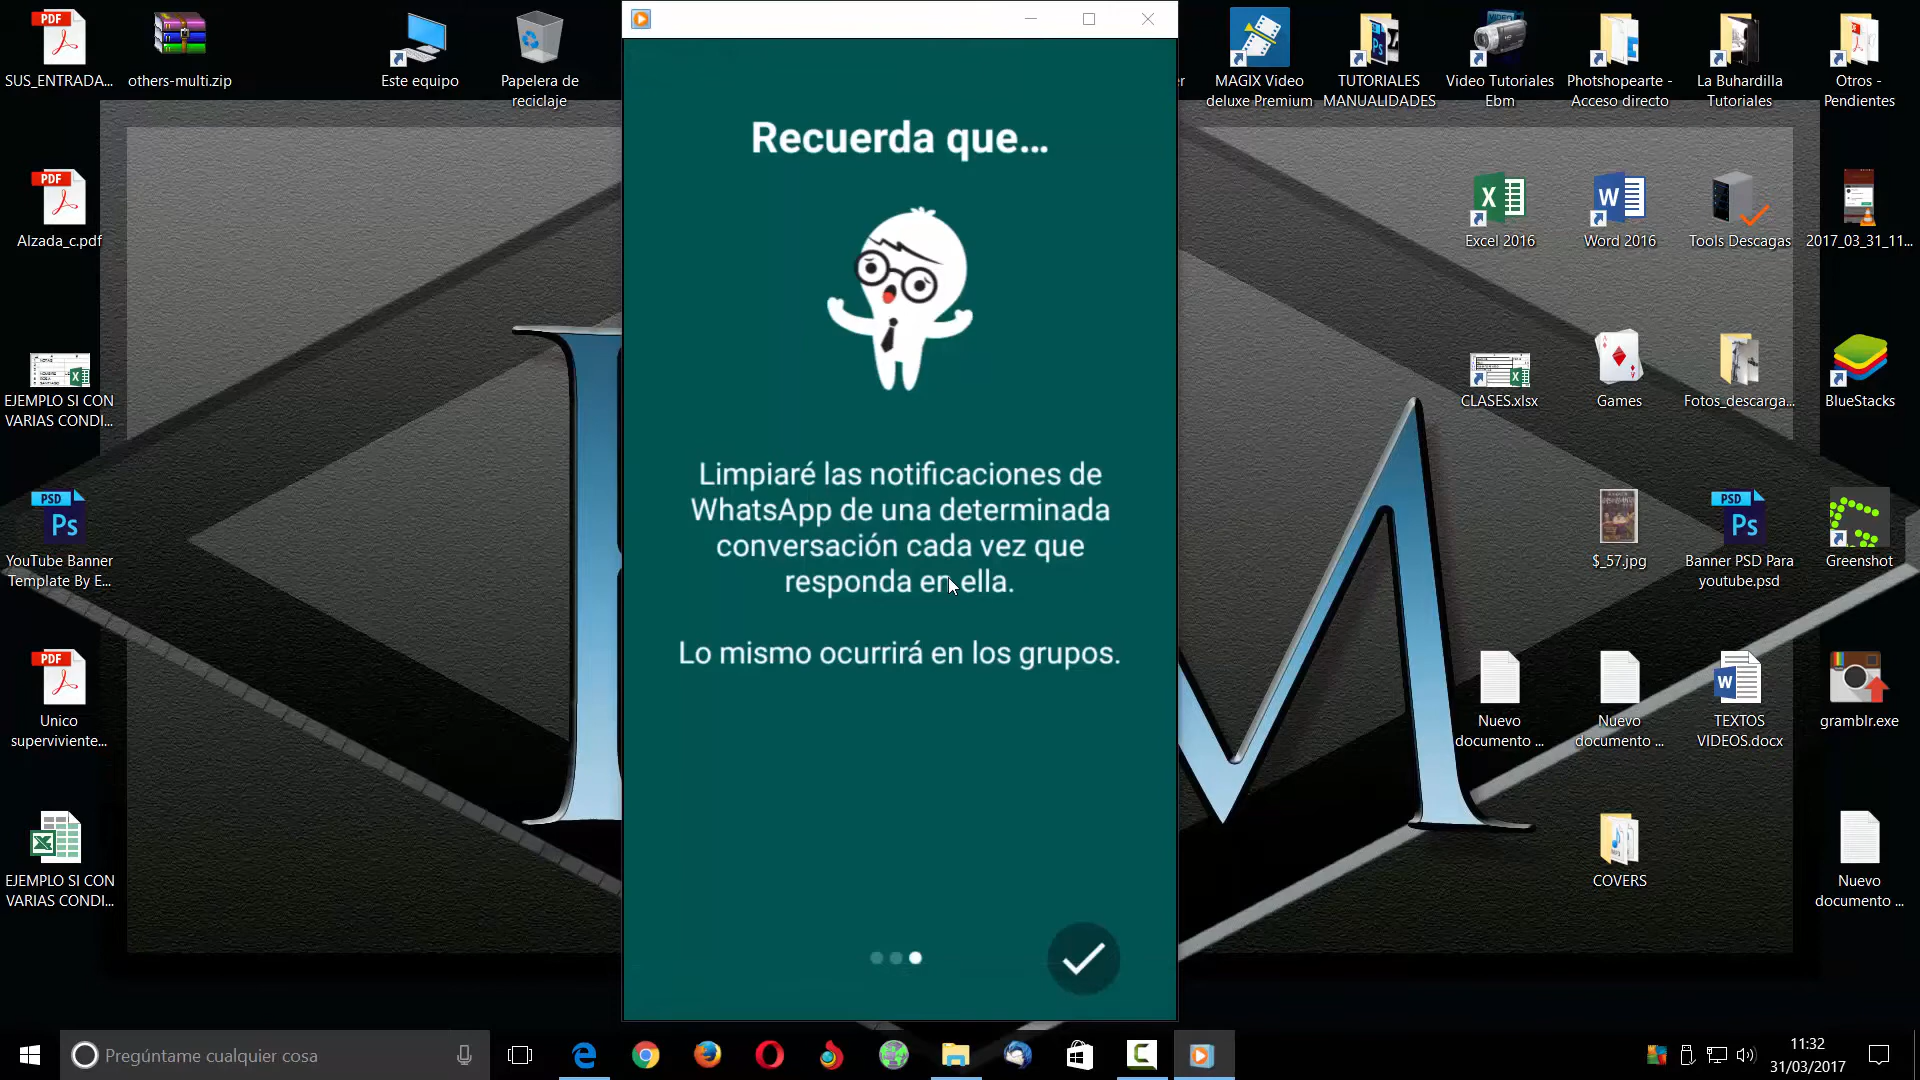 SUS_ENTRADA...
others-multi.zip
Este equipo
Papelera de
reciclaje
er
MAGIX Video
deluxe Premium
TUTORIALES
MANUALIDADES
Video Tutoriales
Ebm
Photshopearte -
Acceso directo
La Buhardilla
Tutoriales
Otros -
Pendientes
Recuerda que...
Alzada_c.pdf
Excel 2016
Word 2016
Tools Descagas
2017_03_31_11...
EJEMPLO SI CON
VARIAS CONDI...
CLASES.xlsx
Games
Fotos_descarga...
BlueStacks
Limpiaré las notificaciones de
WhatsApp de una determinada
conversación cada vez que
responda en ella.
Lo mismo ocurrirá en los grupos.
YouTube Banner
Template By E...
$_57.jpg
Banner PSD Para
youtube.psd
Greenshot
Unico
superviviente...
Nuevo
documento ...
Nuevo
documento ...
TEXTOS
VIDEOS.docx
gramblr.exe
EJEMPLO SI CON
VARIAS CONDI...
COVERS
Nuevo
documento ...
Pregúntame cualquier cosa
11:32
31/03/2017